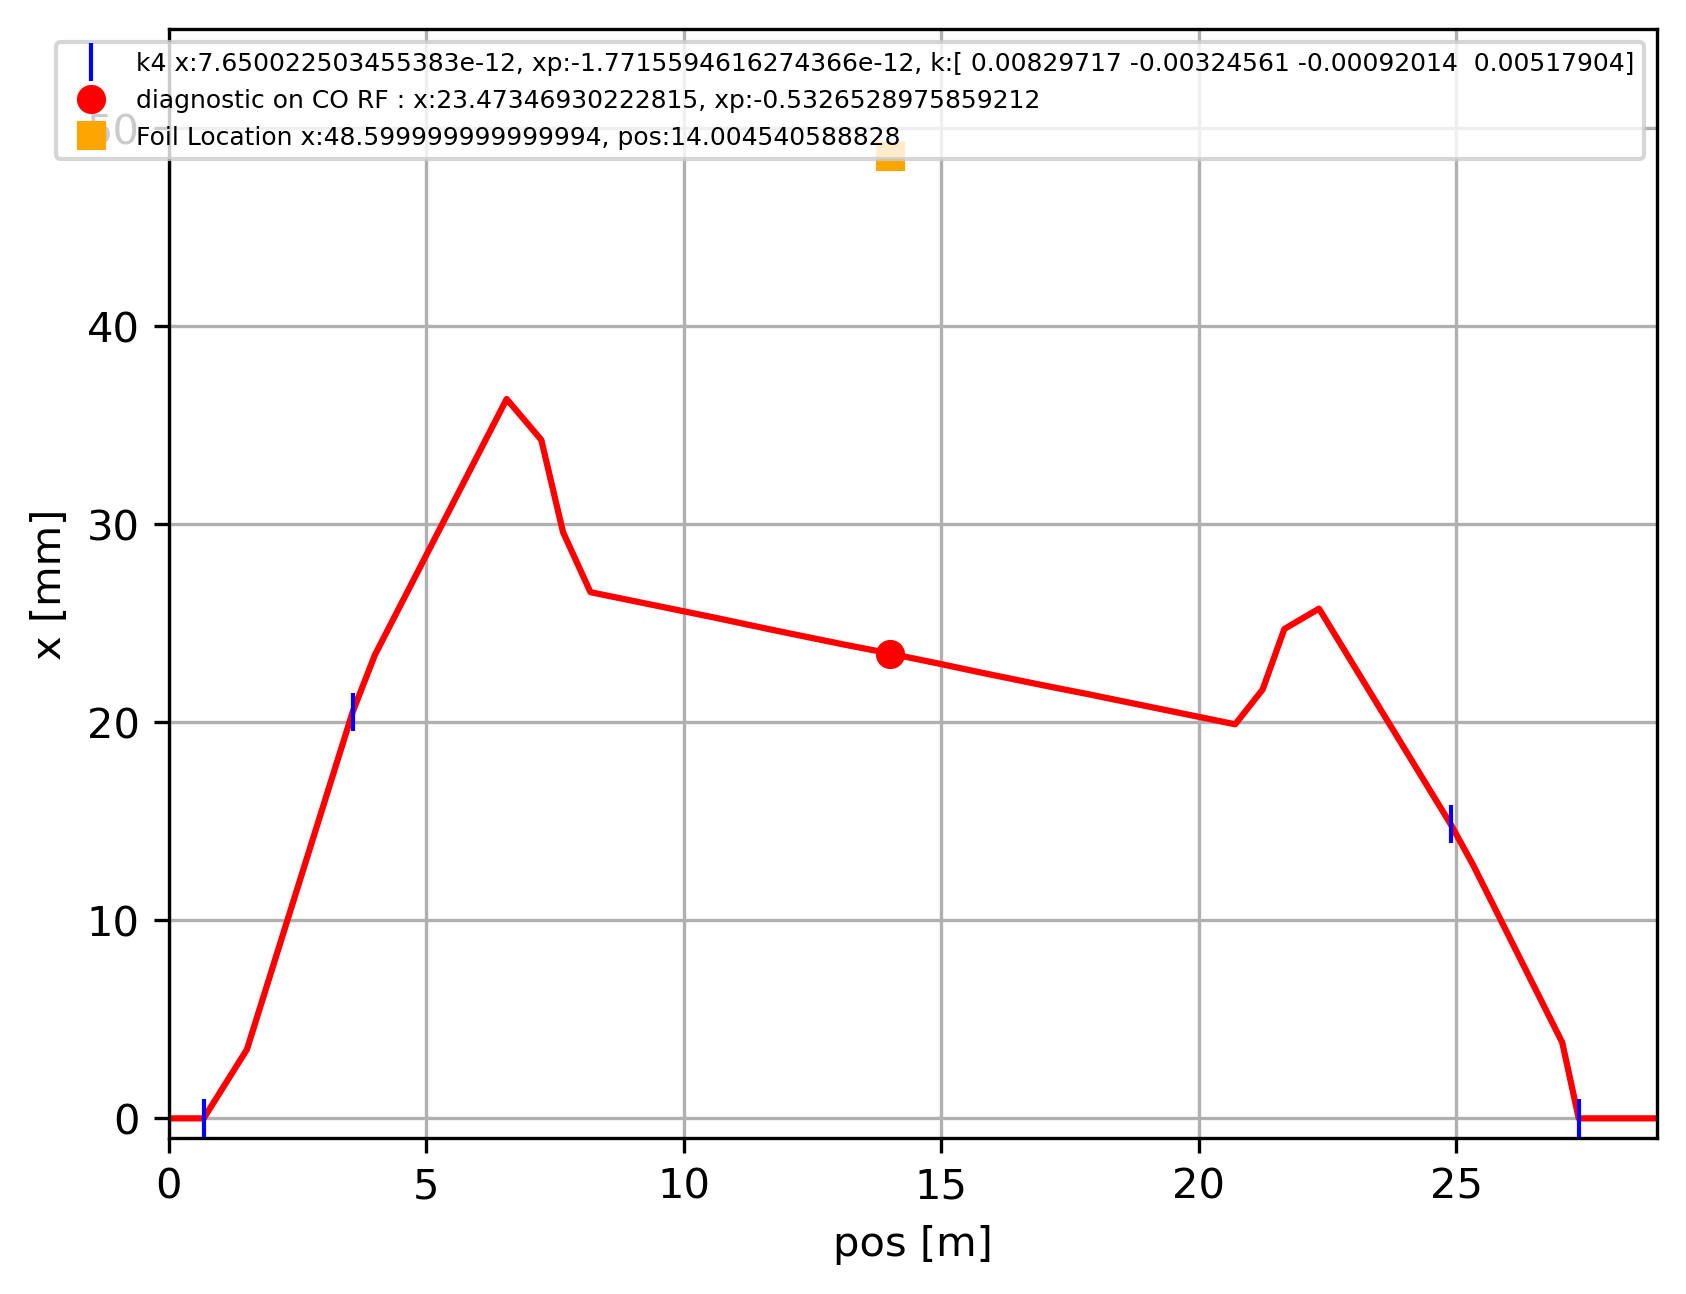 k4 x:7.650022503455383e-12, xp:-1.7715594616274366e-12, k:[ 0.00829717 -0.00324561 -0.00092014  0.00517904]
diagnostic on CO RF : x:23.47346930222815, xp:-0.5326528975859212
Foil Location x:48.599999999999994, pos:14.004540588828
50
40
30
20
10
0
x [mm]
0 5 10 15 20 25
pos [m]